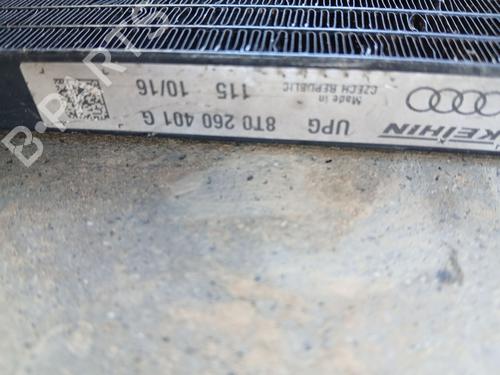 KEIHIN
UPG
8T0 260 401 G
Made in
CZECH REPUBLIC
115
10/16
B-PARTS